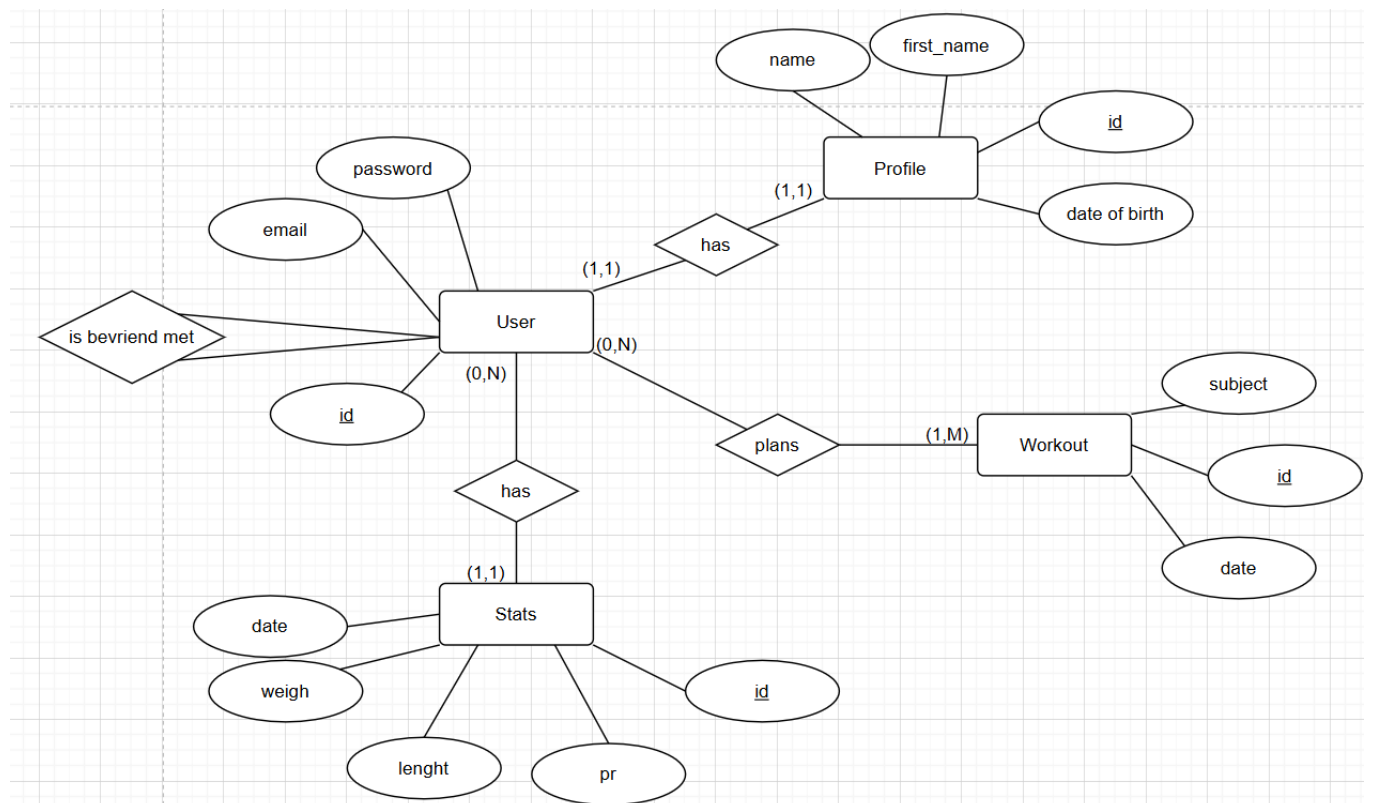 first_name
name
id
Profile
password
(1,1)
date of birth
email
has
(1,1)
User
is bevriend met
(0,N)
(0,N)
subject
id
(1,M)
plans
Workout
id
has
date
(1,1)
Stats
date
weigh
id
lenght
pr